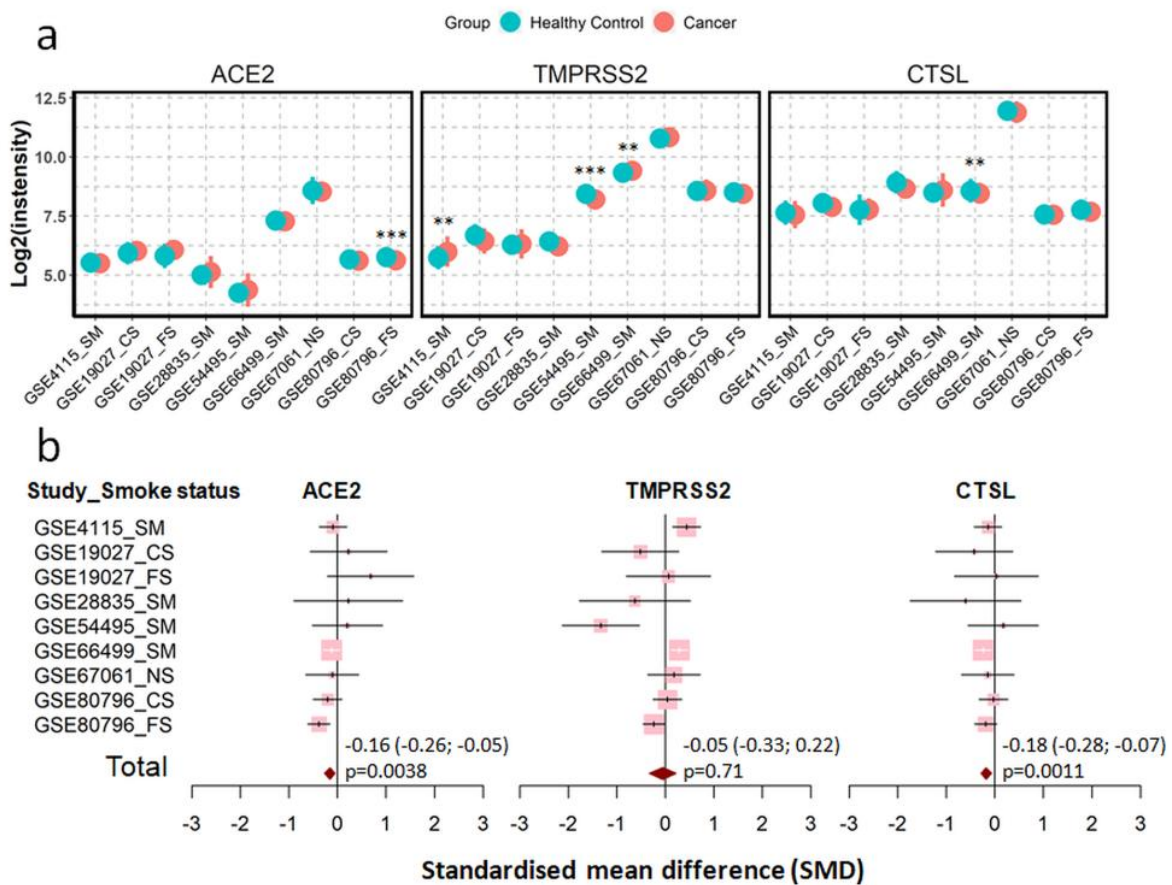 a
Group Healthy Control Cancer
ACE2 TMPRSS2 CTSL
Log2(instensity)
12.5
10.0
7.5
5.0
***
**
***
**
**
GSE4115_SM GSE19027_CS GSE19027_FS GSE28835_SM GSE54495_SM GSE66499_SM GSE67061_NS GSE80796_CS GSE80796_FS
GSE4115_SM GSE19027_CS GSE19027_FS GSE28835_SM GSE54495_SM GSE66499_SM GSE67061_NS GSE80796_CS GSE80796_FS
GSE4115_SM GSE19027_CS GSE19027_FS GSE28835_SM GSE54495_SM GSE66499_SM GSE67061_NS GSE80796_CS GSE80796_FS
b
Study_Smoke status ACE2 TMPRSS2 CTSL
GSE4115_SM
GSE19027_CS
GSE19027_FS
GSE28835_SM
GSE54495_SM
GSE66499_SM
GSE67061_NS
GSE80796_CS
GSE80796_FS
-0.16 (-0.26; -0.05) -0.05 (-0.33; 0.22) -0.18 (-0.28; -0.07)
Total p=0.0038 p=0.71 p=0.0011
-3 -2 -1 0 1 2 3 -3 -2 -1 0 1 2 3 -3 -2 -1 0 1 2 3
Standardised mean difference (SMD)